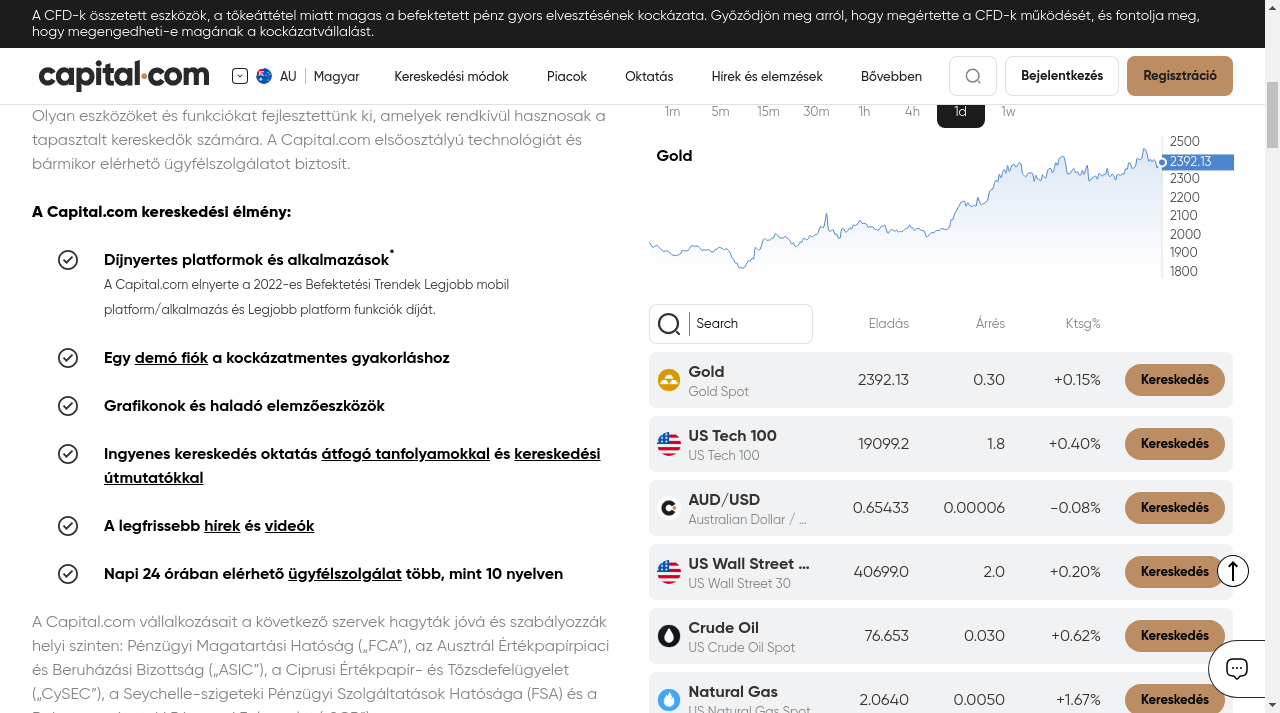 A CFD-k összetett eszközök, a tőkeáttétel miatt magas a befektetett pénz gyors elvesztésének kockázata. Győződjön meg arról, hogy megértette a CFD-k működését, és fontolja meg,
hogy megengedheti-e magának a kockázatvállalást.
capital.com
AU Magyar
Kereskedési módok
Piacok
Oktatás
Hírek és elemzések
Bővebben
Bejelentkezés
Regisztráció
Olyan eszközöket és funkciókat fejlesztettünk ki, amelyek rendkívül hasznosak a
tapasztalt kereskedők számára. A Capital.com elsőosztályú technológiát és
bármikor elérhető ügyfélszolgálatot biztosít.
A Capital.com kereskedési élmény:
Díjnyertes platformok és alkalmazások*
A Capital.com elnyerte a 2022-es Befektetési Trendek Legjobb mobil
platform/alkalmazás és Legjobb platform funkciók díját.
Egy demó fiók a kockázatmentes gyakorláshoz
Grafikonok és haladó elemzőeszközök
Ingyenes kereskedés oktatás átfogó tanfolyamokkal és kereskedési
útmutatókkal
A legfrissebb hírek és videók
Napi 24 órában elérhető ügyfélszolgálat több, mint 10 nyelven
A Capital.com vállalkozásait a következő szervek hagyták jóvá és szabályozzák
helyi szinten: Pénzügyi Magatartási Hatóság („FCA”), az Ausztrál Értékpapírpiaci
és Beruházási Bizottság („ASIC”), a Ciprusi Értékpapír- és Tőzsdefelügyelet
(„CySEC”), a Seychelle-szigeteki Pénzügyi Szolgáltatások Hatósága (FSA) és a
1m 5m 15m 30m 1h 4h 1d 1w
Gold
2500
2392.13
2300
2200
2100
2000
1900
1800
Search
Eladás Árrés Ktsg%
Gold
Gold Spot
2392.13 0.30 +0.15% Kereskedés
US Tech 100
US Tech 100
19099.2 1.8 +0.40% Kereskedés
AUD/USD
Australian Dollar / ...
0.65433 0.00006 -0.08% Kereskedés
US Wall Street ...
US Wall Street 30
40699.0 2.0 +0.20% Kereskedés
Crude Oil
US Crude Oil Spot
76.653 0.030 +0.62% Kereskedés
Natural Gas
US Natural Gas Spot
2.0640 0.0050 +1.67% Kereskedés